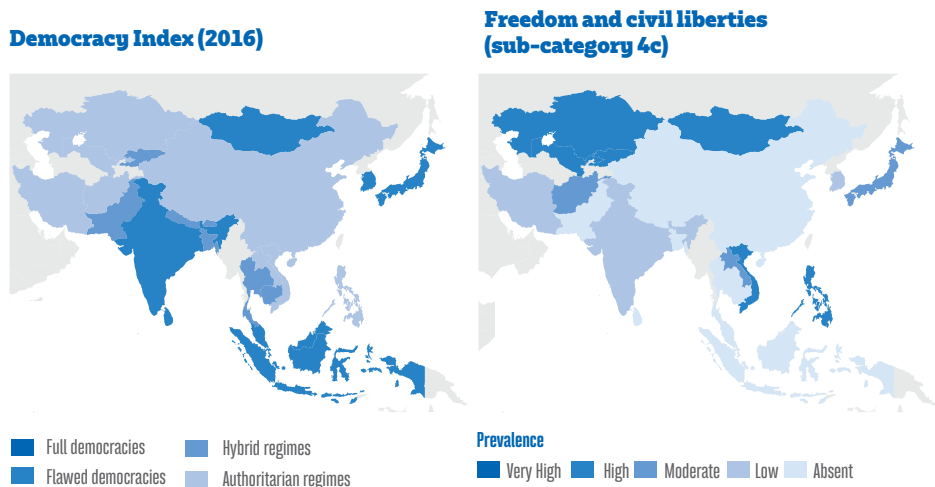 Democracy Index (2016)
Freedom and civil liberties
(sub-category 4c)
Full democracies
Hybrid regimes
Flawed democracies
Authoritarian regimes
Prevalence
Very High
High
Moderate
Low
Absent